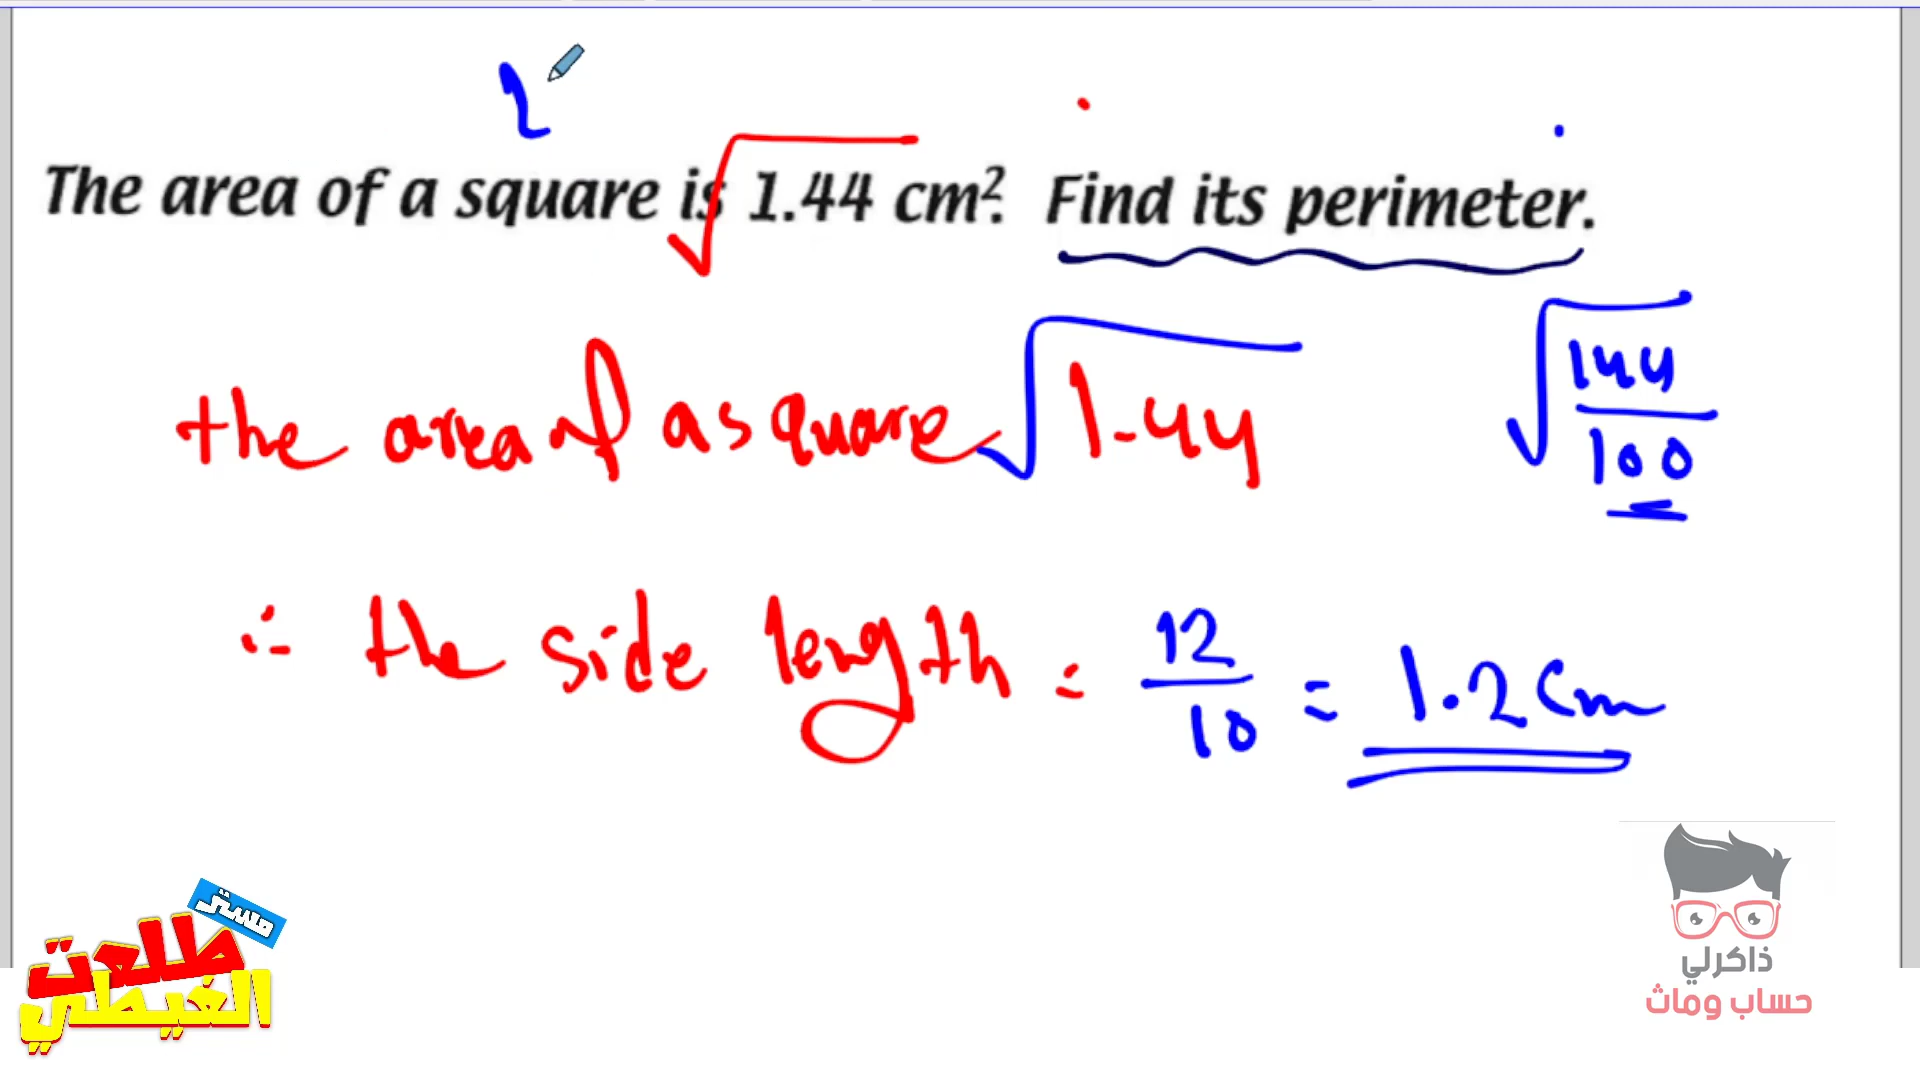 2
The area of a square is √1.44 cm². Find its perimeter.
the area of a square √1.44 √144/100
∴ the side length = 12/10 = 1.2 cm
مستر
طلعت
الغيطي
ذاكرلي
حساب وماث